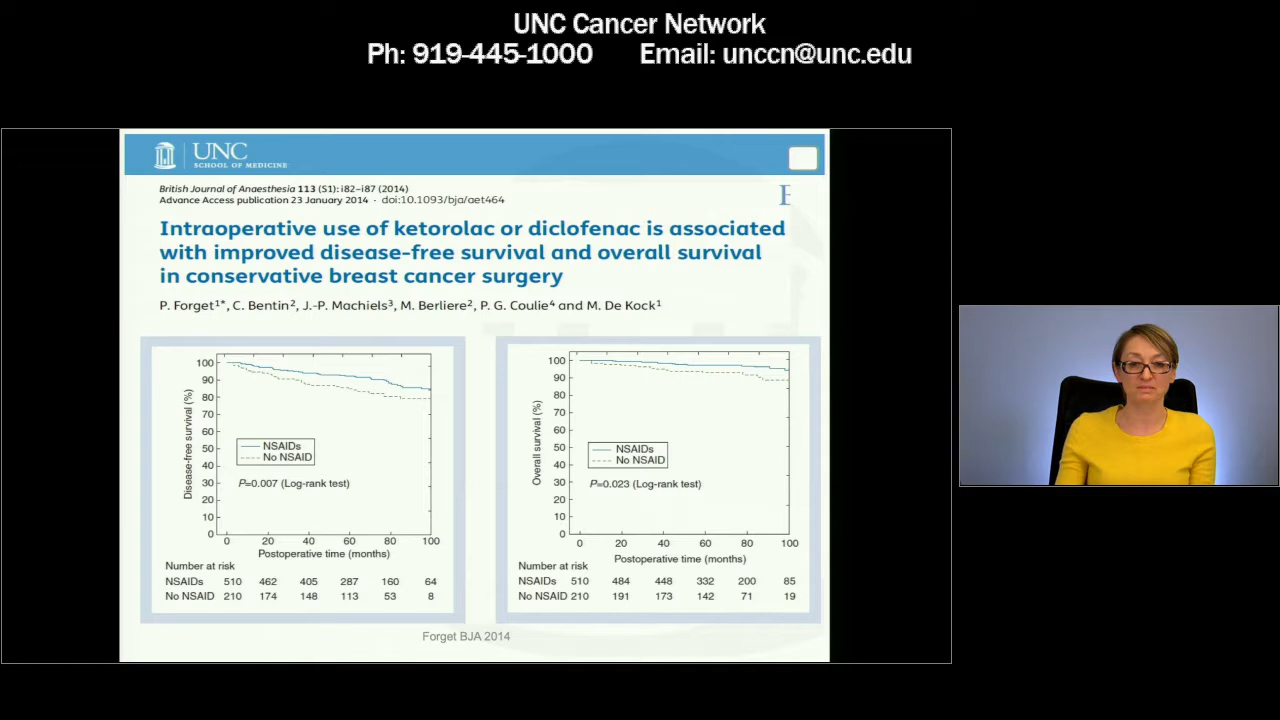 UNC Cancer Network
Ph: 919-445-1000 Email: unccn@unc.edu
UNC
SCHOOL OF MEDICINE
British Journal of Anaesthesia 113 (S1): i82–i87 (2014)
Advance Access publication 23 January 2014 · doi:10.1093/bja/aet464
Intraoperative use of ketorolac or diclofenac is associated
with improved disease-free survival and overall survival
in conservative breast cancer surgery
P. Forget1*, C. Bentin2, J.-P. Machiels3, M. Berliere2, P. G. Coulie4 and M. De Kock1
Disease-free survival (%)
100
90
80
70
60
50
40
30
20
10
0
NSAIDs
No NSAID
P=0.007 (Log-rank test)
0 20 40 60 80 100
Postoperative time (months)
Number at risk
NSAIDs 510 462 405 287 160 64
No NSAID 210 174 148 113 53 8
Overall survival (%)
100
90
80
70
60
50
40
30
20
10
0
NSAIDs
No NSAID
P=0.023 (Log-rank test)
0 20 40 60 80 100
Postoperative time (months)
Number at risk
NSAIDs 510 484 448 332 200 85
No NSAID 210 191 173 142 71 19
Forget BJA 2014